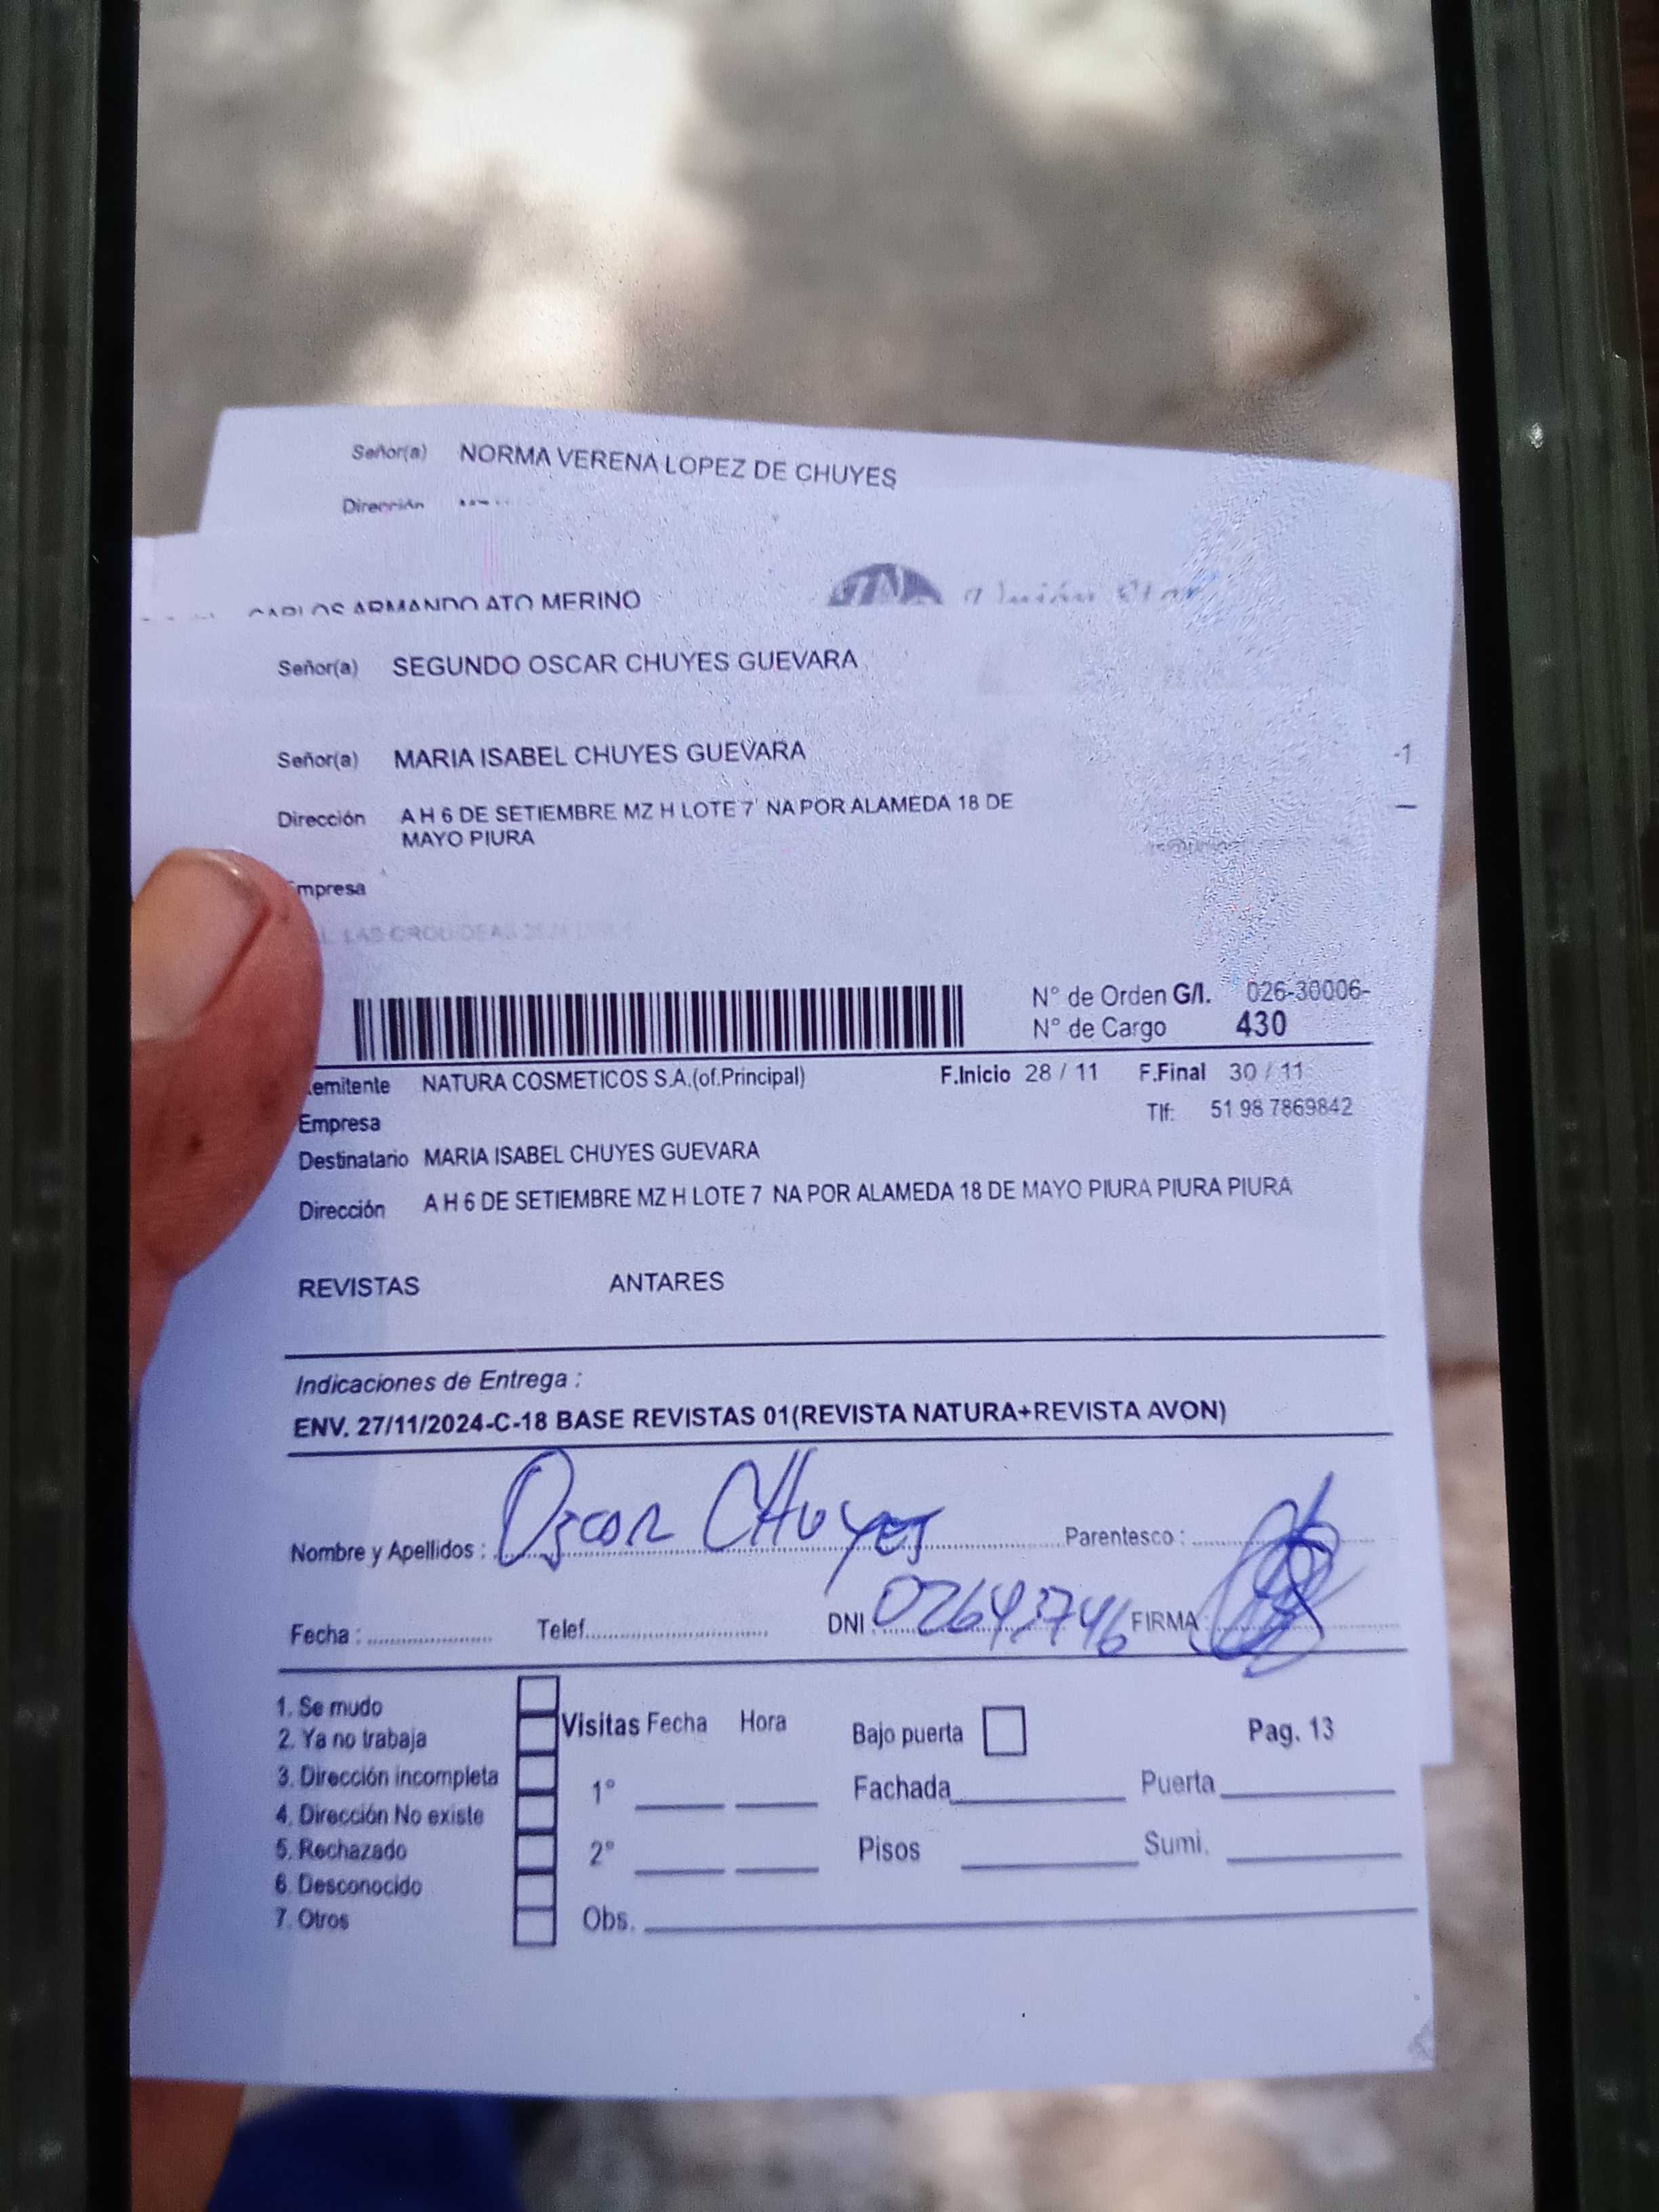 Señor(a) NORMA VERENA LOPEZ DE CHUYES
Dirección
CARLOS ARMANDO ATO MERINO
Señor(a) SEGUNDO OSCAR CHUYES GUEVARA
Señor(a) MARIA ISABEL CHUYES GUEVARA
-1
Dirección A H 6 DE SETIEMBRE MZ H LOTE 7 NA POR ALAMEDA 18 DE
MAYO PIURA
mpresa
N° de Orden G/I. 026-30006-
N° de Cargo 430
emitente NATURA COSMETICOS S.A.(of.Principal) F.Inicio 28 / 11 F.Final 30 / 11
Empresa Tlf: 51 98 7869842
Destinatario MARIA ISABEL CHUYES GUEVARA
Dirección A H 6 DE SETIEMBRE MZ H LOTE 7 NA POR ALAMEDA 18 DE MAYO PIURA PIURA PIURA
REVISTAS ANTARES
Indicaciones de Entrega :
ENV. 27/11/2024-C-18 BASE REVISTAS 01(REVISTA NATURA+REVISTA AVON)
Nombre y Apellidos : Oscar CHUYES Parentesco :
Fecha : Telef. DNI : FIRMA :
1. Se mudo
2. Ya no trabaja
3. Dirección incompleta
4. Dirección No existe
5. Rechazado
6. Desconocido
7. Otros
Visitas Fecha Hora Bajo puerta Pag. 13
1° Fachada Puerta
2° Pisos Sumi.
Obs.